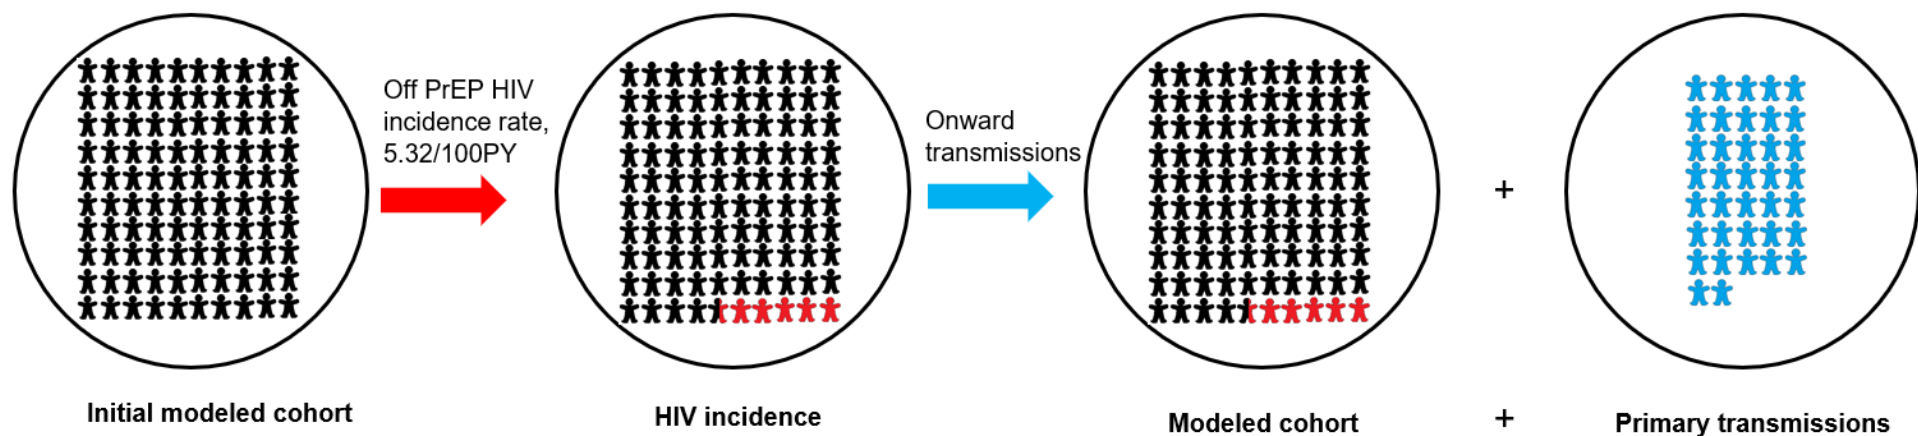 Off PrEP HIV
incidence rate,
5.32/100PY
Onward
transmissions
+
Initial modeled cohort
HIV incidence
Modeled cohort
+
Primary transmissions